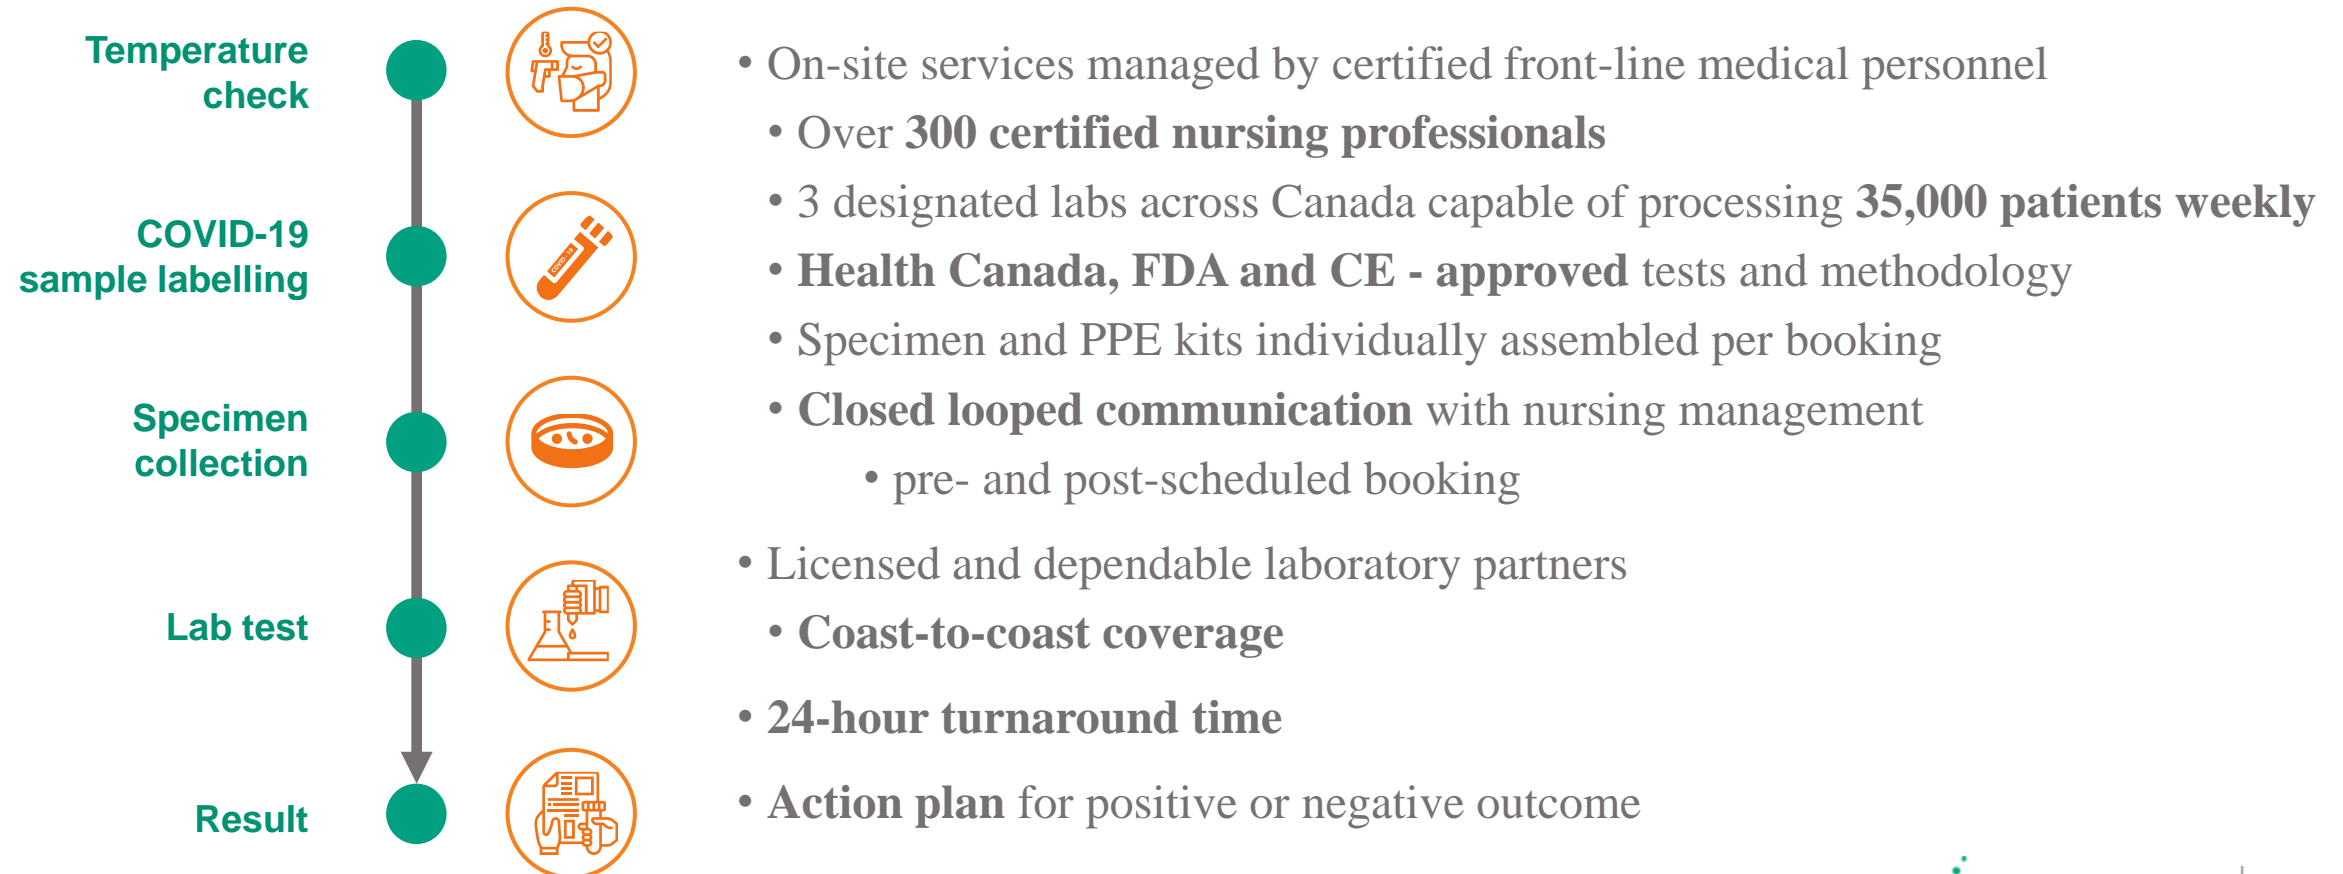 Temperature
check
COVID-19
sample labelling
Specimen
collection
Lab test
Result
COVID-19
• On-site services managed by certified front-line medical personnel
• Over 300 certified nursing professionals
• 3 designated labs across Canada capable of processing 35,000 patients weekly
• Health Canada, FDA and CE - approved tests and methodology
• Specimen and PPE kits individually assembled per booking
• Closed looped communication with nursing management
• pre- and post-scheduled booking
• Licensed and dependable laboratory partners
• Coast-to-coast coverage
• 24-hour turnaround time
• Action plan for positive or negative outcome